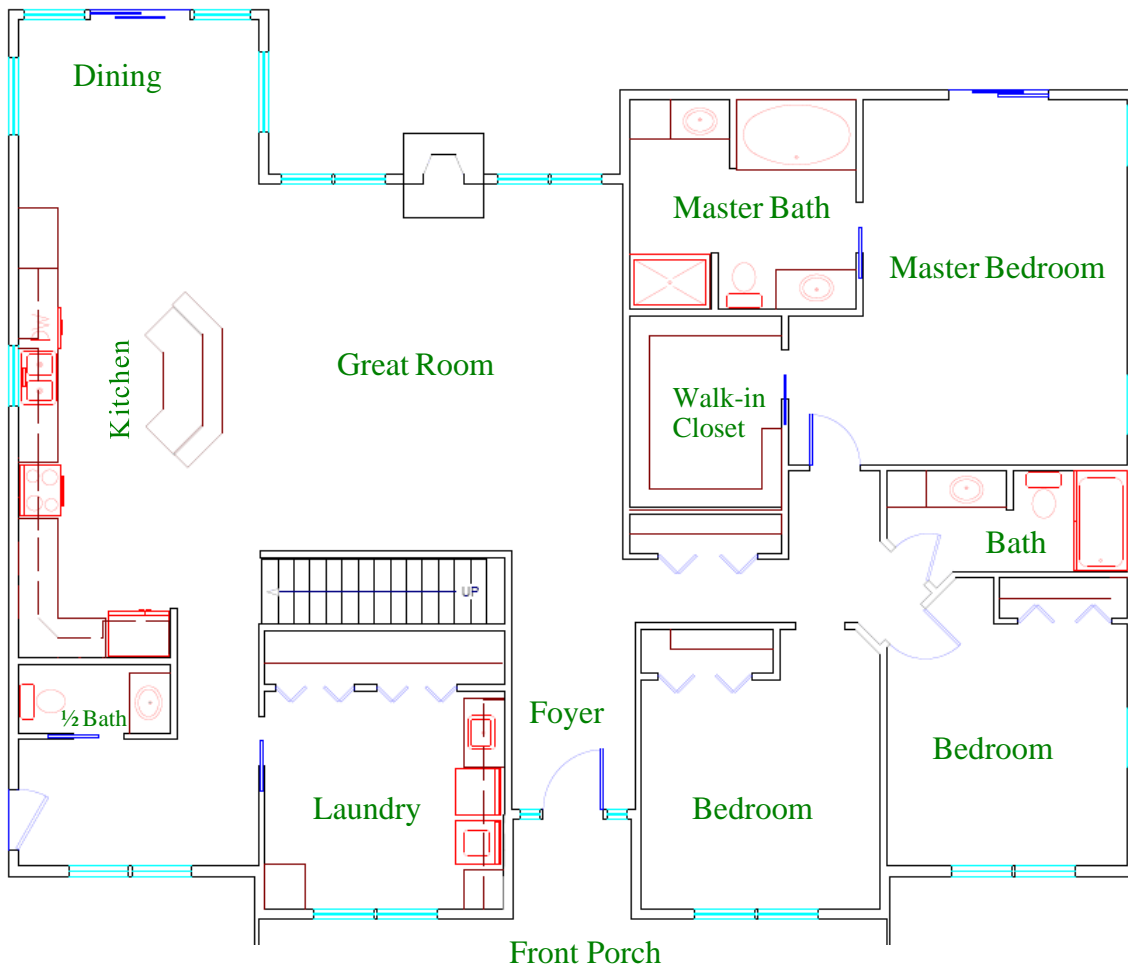 Dining
Master Bath
Master Bedroom
DW
Kitchen
Great Room
Walk-in
Closet
Bath
UP
½ Bath
Foyer
Bedroom
Laundry
Bedroom
Front Porch